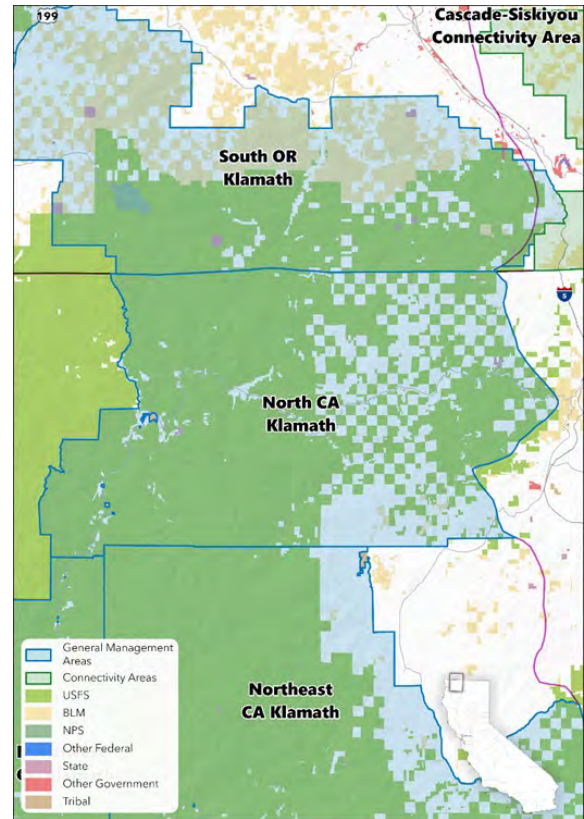 199
Cascade-Siskiyou
Connectivity Area
South OR
Klamath
5
North CA
Klamath
Northeast
CA Klamath
General Management
Areas
Connectivity Areas
USFS
BLM
NPS
Other Federal
State
Other Government
Tribal